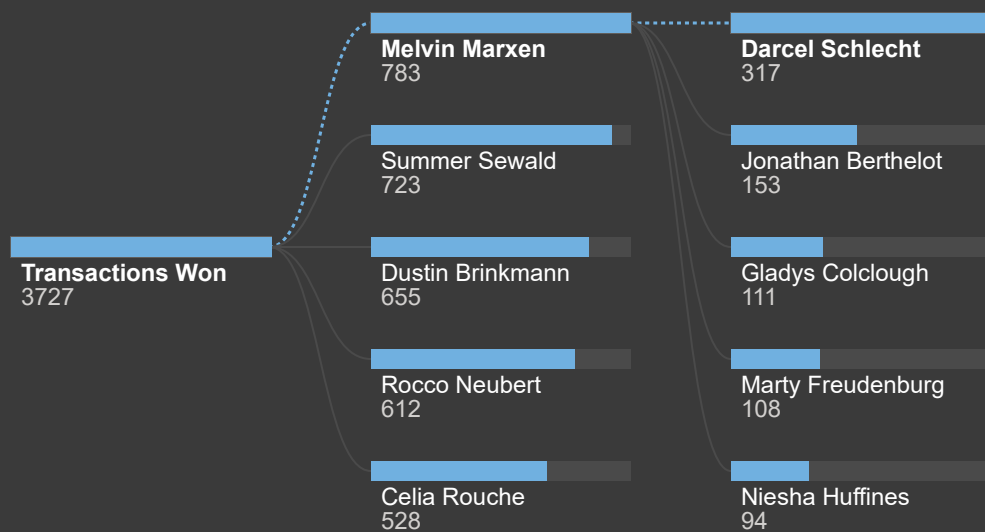 Transactions Won
3727
Melvin Marxen
783
Summer Sewald
723
Dustin Brinkmann
655
Rocco Neubert
612
Celia Rouche
528
Darcel Schlecht
317
Jonathan Berthelot
153
Gladys Colclough
111
Marty Freudenburg
108
Niesha Huffines
94